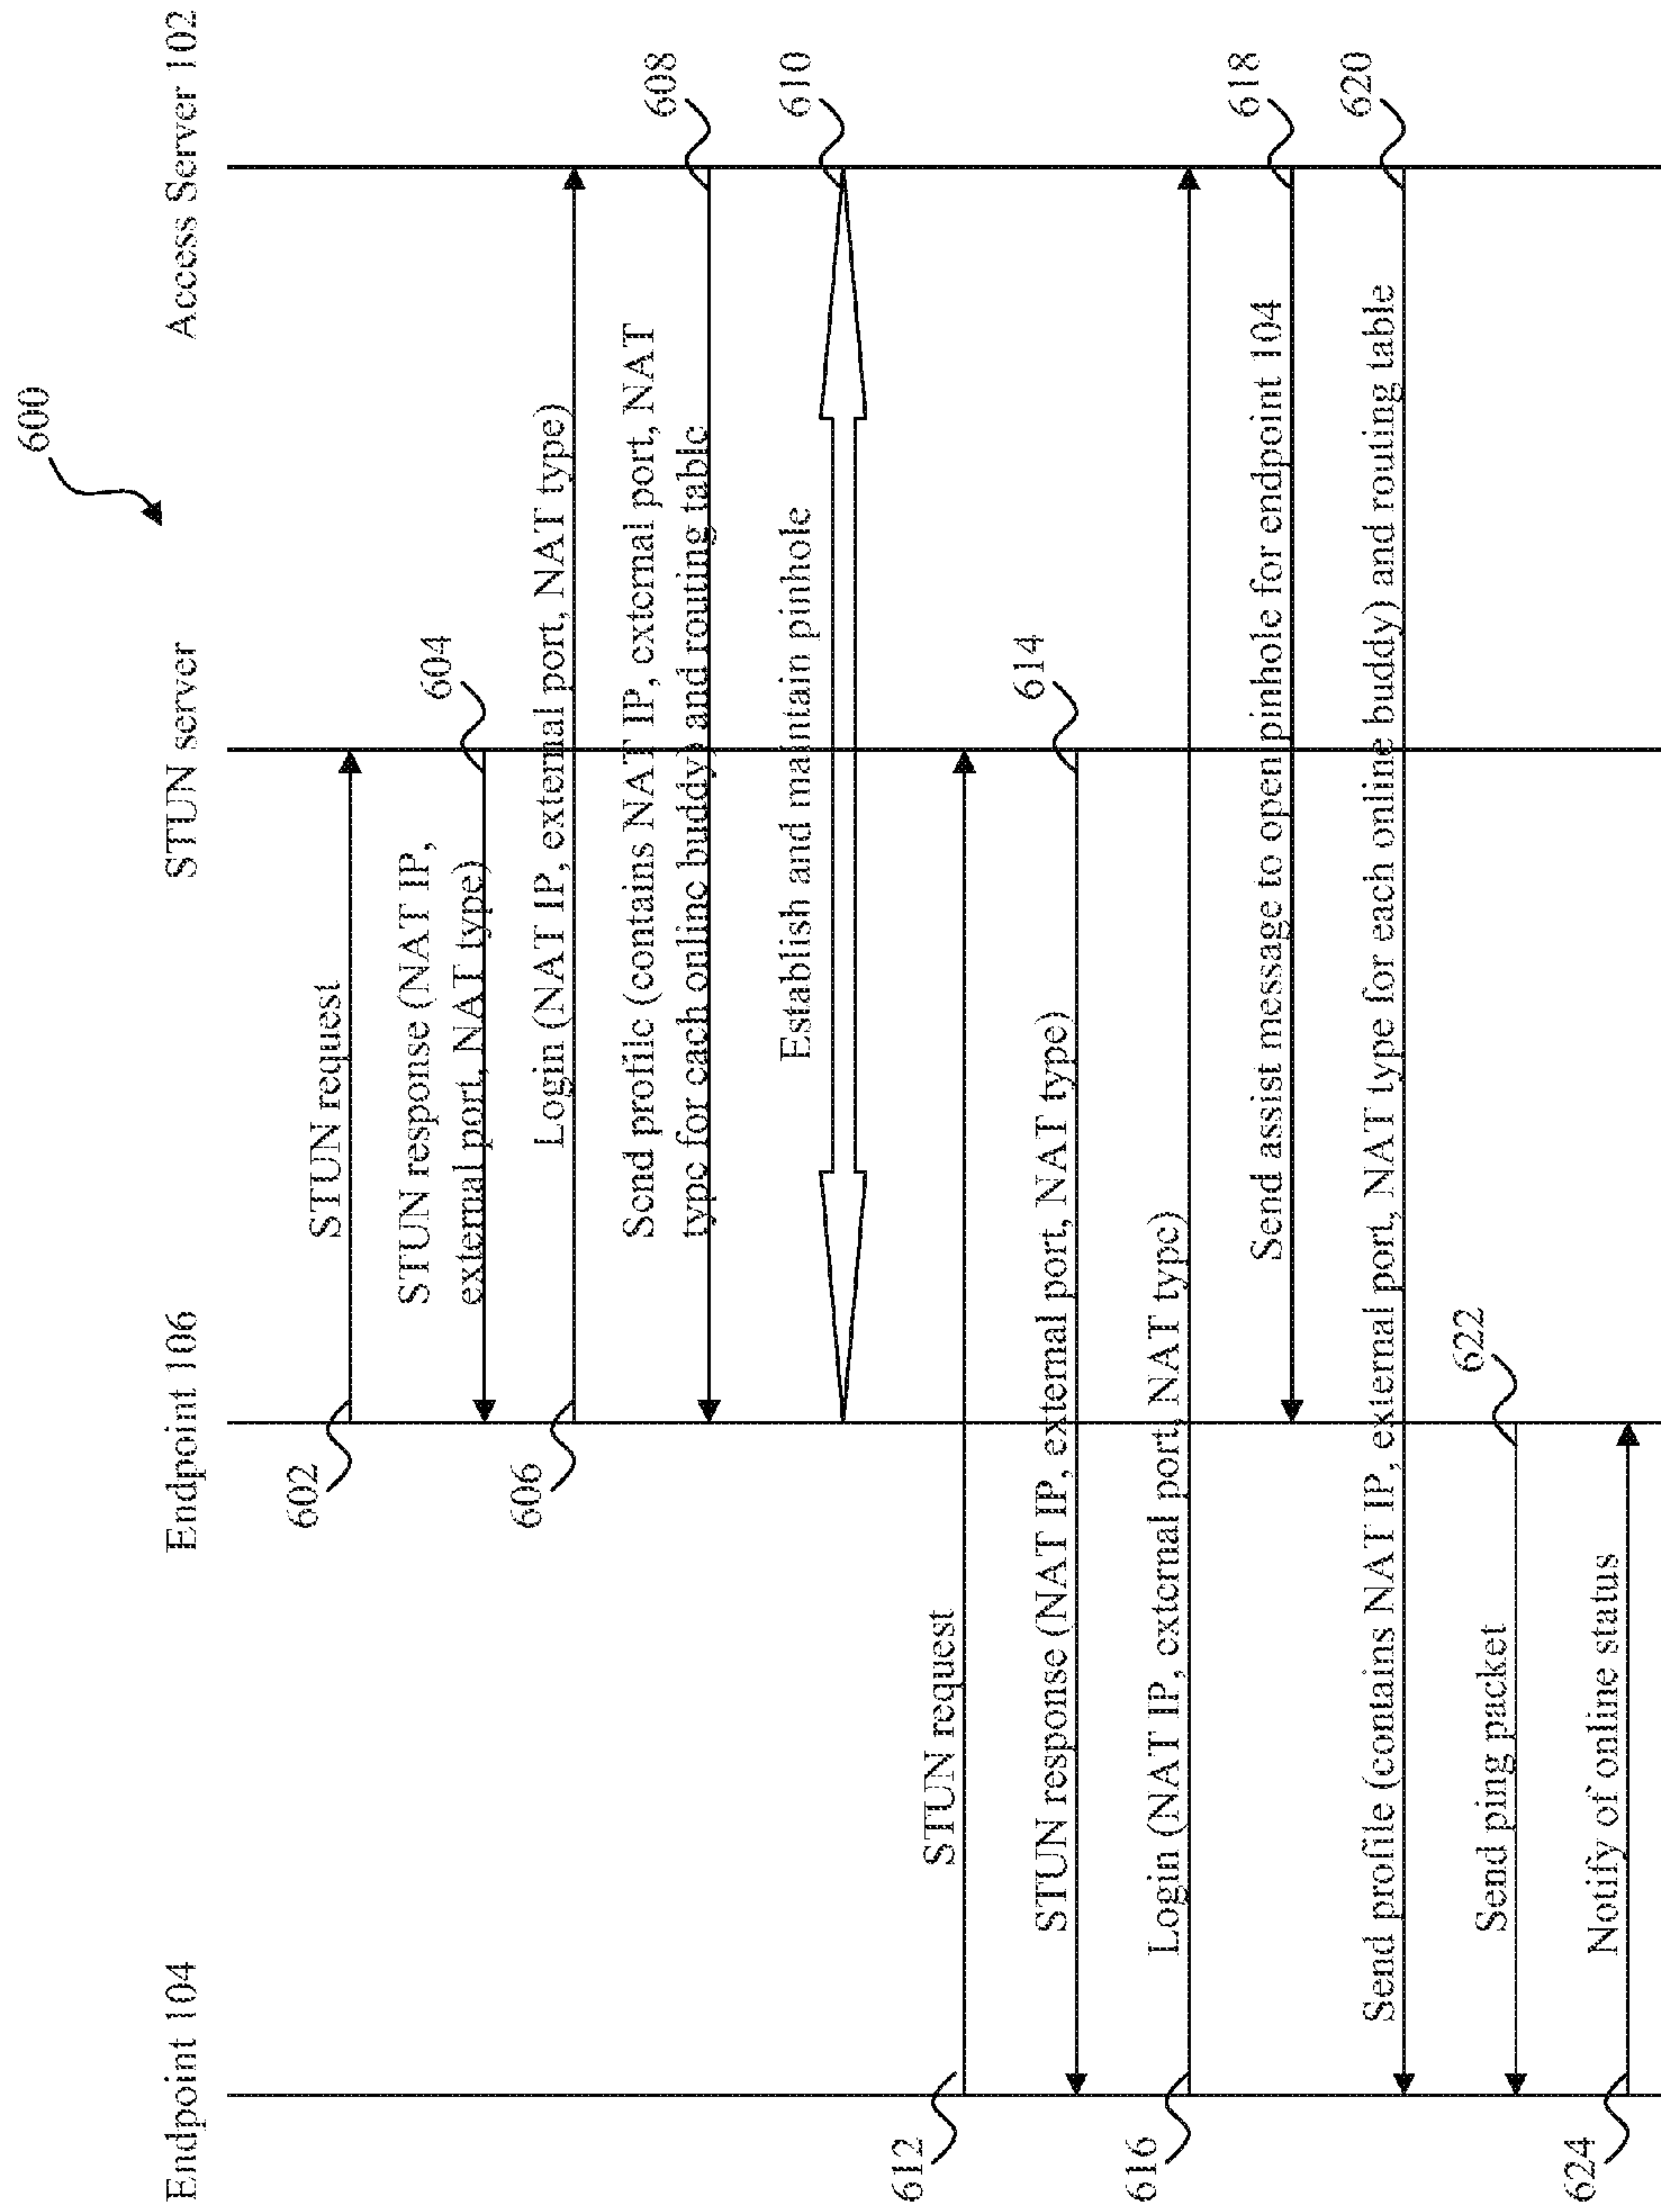 600
Endpoint 104
Endpoint 106
STUN server
Access Server 102
602
STUN request
STUN response (NAT IP,
external port, NAT type)
604
606
Login (NAT IP, external port, NAT type)
Send profile (contains NAT IP, external port, NAT
type for each online buddy) and routing table
608
Establish and maintain pinhole
610
612
STUN request
STUN response (NAT IP, external port, NAT type)
614
616
Login (NAT IP, external port, NAT type)
Send assist message to open pinhole for endpoint 104
618
Send profile (contains NAT IP, external port, NAT type for each online buddy) and routing table
620
Send ping packet
622
624
Notify of online status